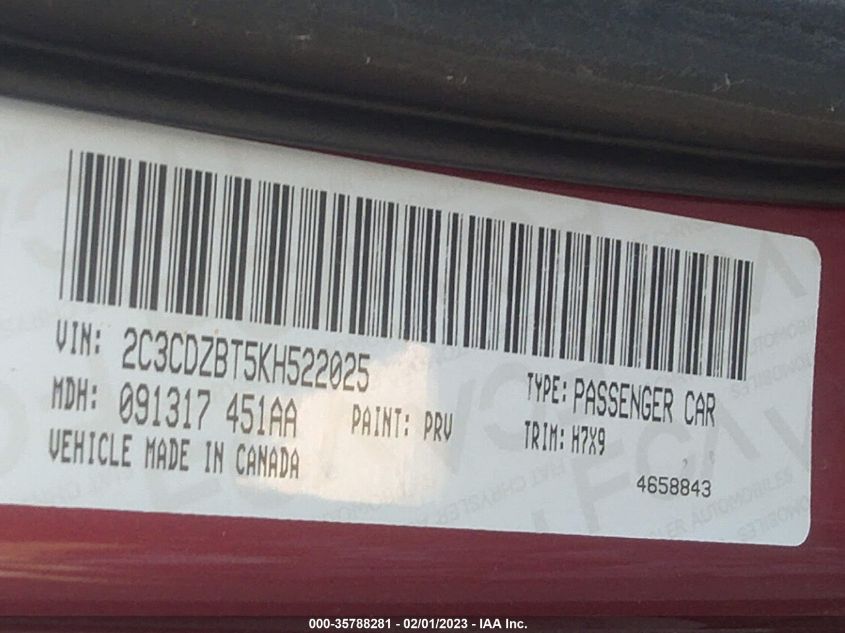 VIN: 2C3CDZBT5KH522025
TYPE: PASSENGER CAR
MDH: 091317 451AA PAINT: PRV
TRIM: H7X9
VEHICLE MADE IN CANADA
4658843
000-35788281 - 02/01/2023 - IAA Inc.